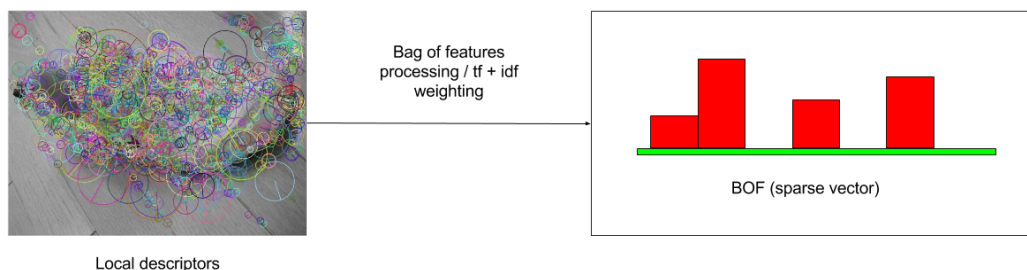 Bag of features
processing / tf + idf
weighting
BOF (sparse vector)
Local descriptors